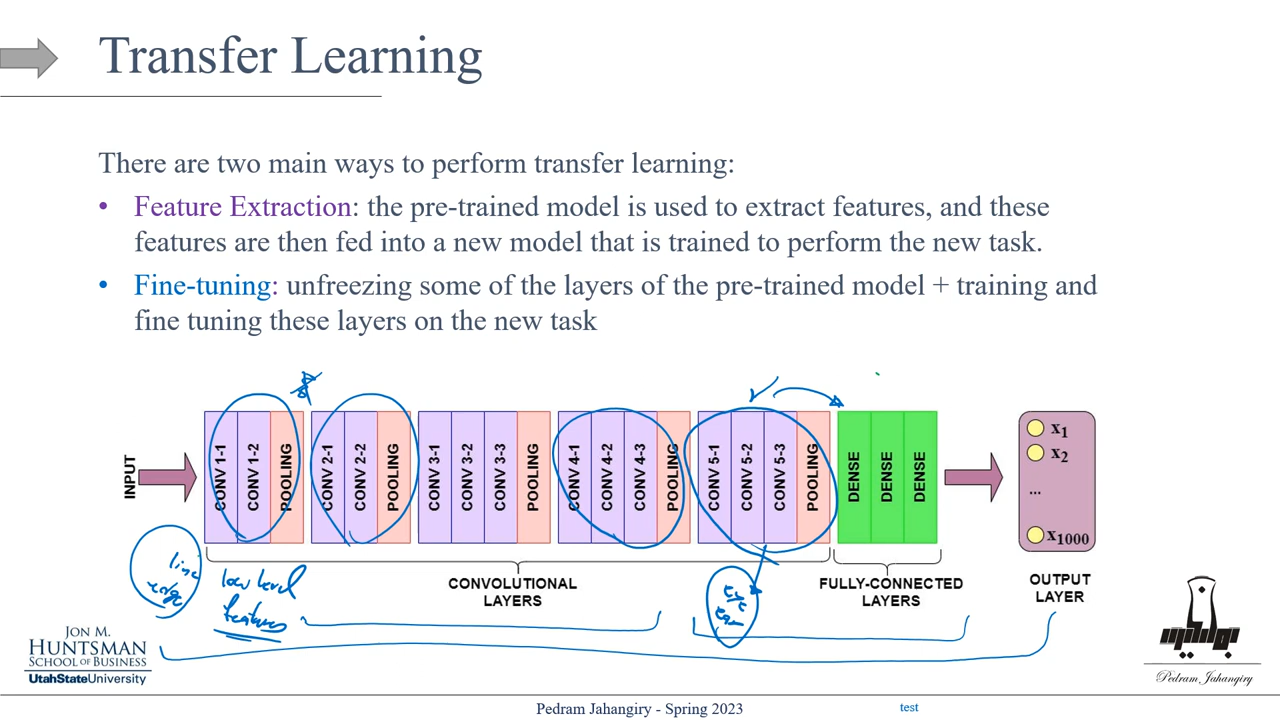 Transfer Learning
There are two main ways to perform transfer learning:
• Feature Extraction: the pre-trained model is used to extract features, and these
features are then fed into a new model that is trained to perform the new task.
• Fine-tuning: unfreezing some of the layers of the pre-trained model + training and
fine tuning these layers on the new task
INPUT
CONV 1-1
CONV 1-2
POOLING
CONV 2-1
CONV 2-2
POOLING
CONV 3-1
CONV 3-2
CONV 3-3
POOLING
CONV 4-1
CONV 4-2
CONV 4-3
POOLING
CONV 5-1
CONV 5-2
CONV 5-3
POOLING
DENSE
DENSE
DENSE
x1
x2
...
x1000
line
edge
low level
features
CONVOLUTIONAL
LAYERS
FULLY-CONNECTED
LAYERS
OUTPUT
LAYER
JON M.
HUNTSMAN
SCHOOL OF BUSINESS
UtahStateUniversity
Pedram Jahangiry
Pedram Jahangiry - Spring 2023
test